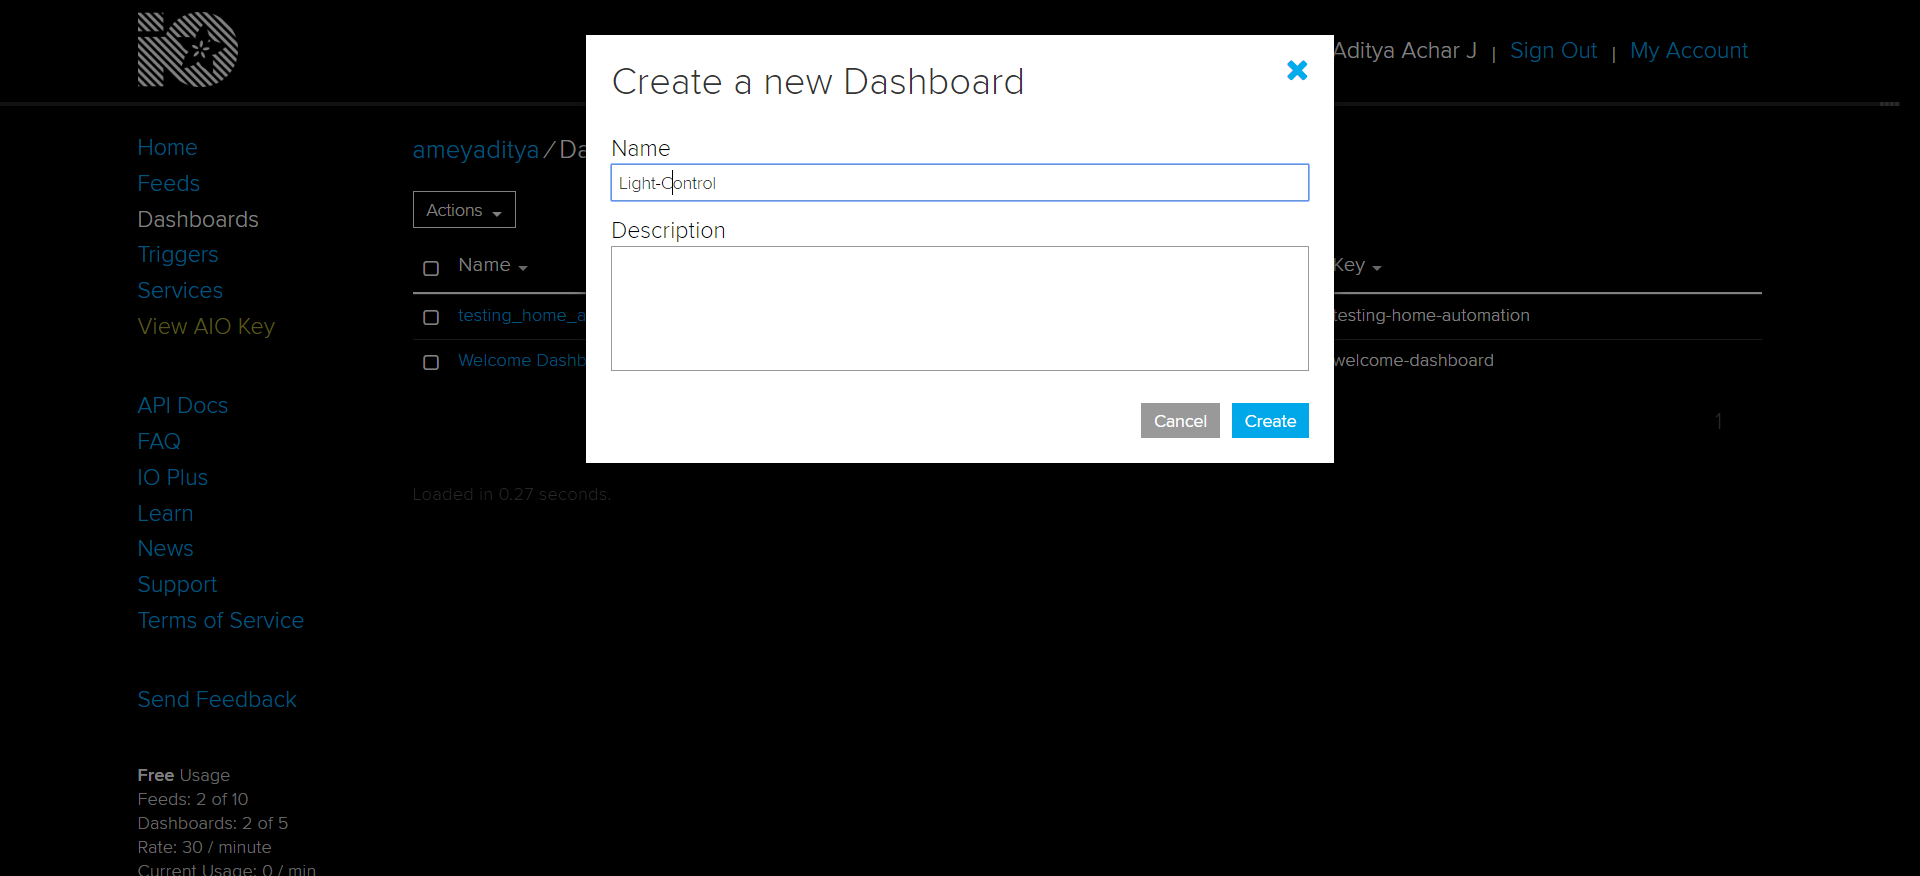 Aditya Achar J | Sign Out | My Account
Create a new Dashboard
Name
Light-Control
Description
Cancel
Create
Home
Feeds
Dashboards
Triggers
Services
View AIO Key
API Docs
FAQ
IO Plus
Learn
News
Support
Terms of Service
Send Feedback
Free Usage
Feeds: 2 of 10
Dashboards: 2 of 5
Rate: 30 / minute
Current Usage: 0 / min
ameyaditya / Da
Actions
Name Key
testing_home_a testing-home-automation
Welcome Dashb welcome-dashboard
1
Loaded in 0.27 seconds.